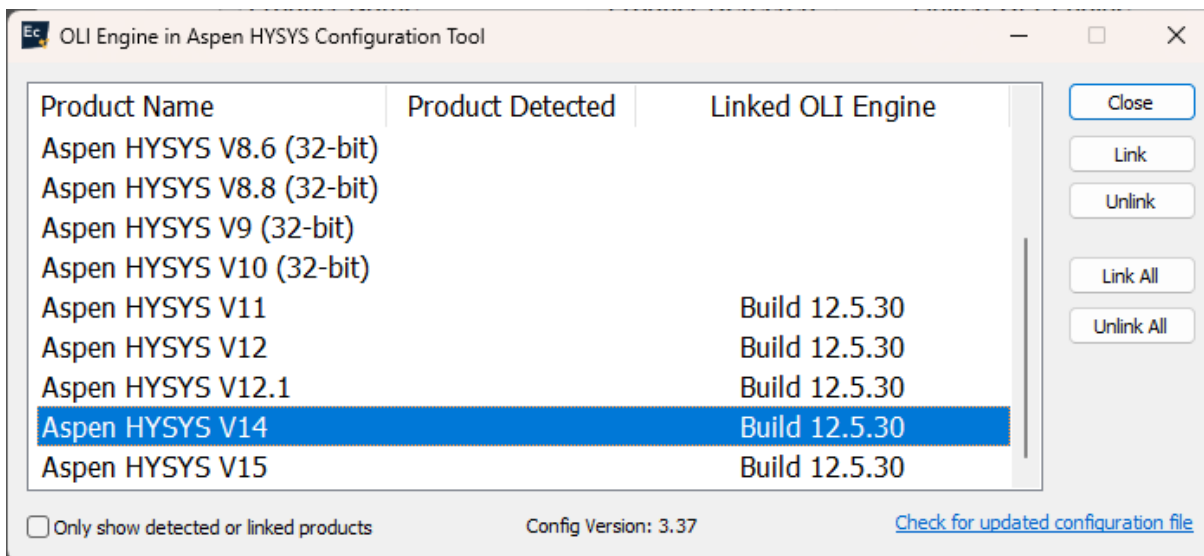 Ec OLI Engine in Aspen HYSYS Configuration Tool
Product Name Product Detected Linked OLI Engine
Close
Aspen HYSYS V8.6 (32-bit)
Link
Aspen HYSYS V8.8 (32-bit)
Unlink
Aspen HYSYS V9 (32-bit)
Aspen HYSYS V10 (32-bit)
Link All
Aspen HYSYS V11 Build 12.5.30
Unlink All
Aspen HYSYS V12 Build 12.5.30
Aspen HYSYS V12.1 Build 12.5.30
Aspen HYSYS V14 Build 12.5.30
Aspen HYSYS V15 Build 12.5.30
Only show detected or linked products Config Version: 3.37 Check for updated configuration file